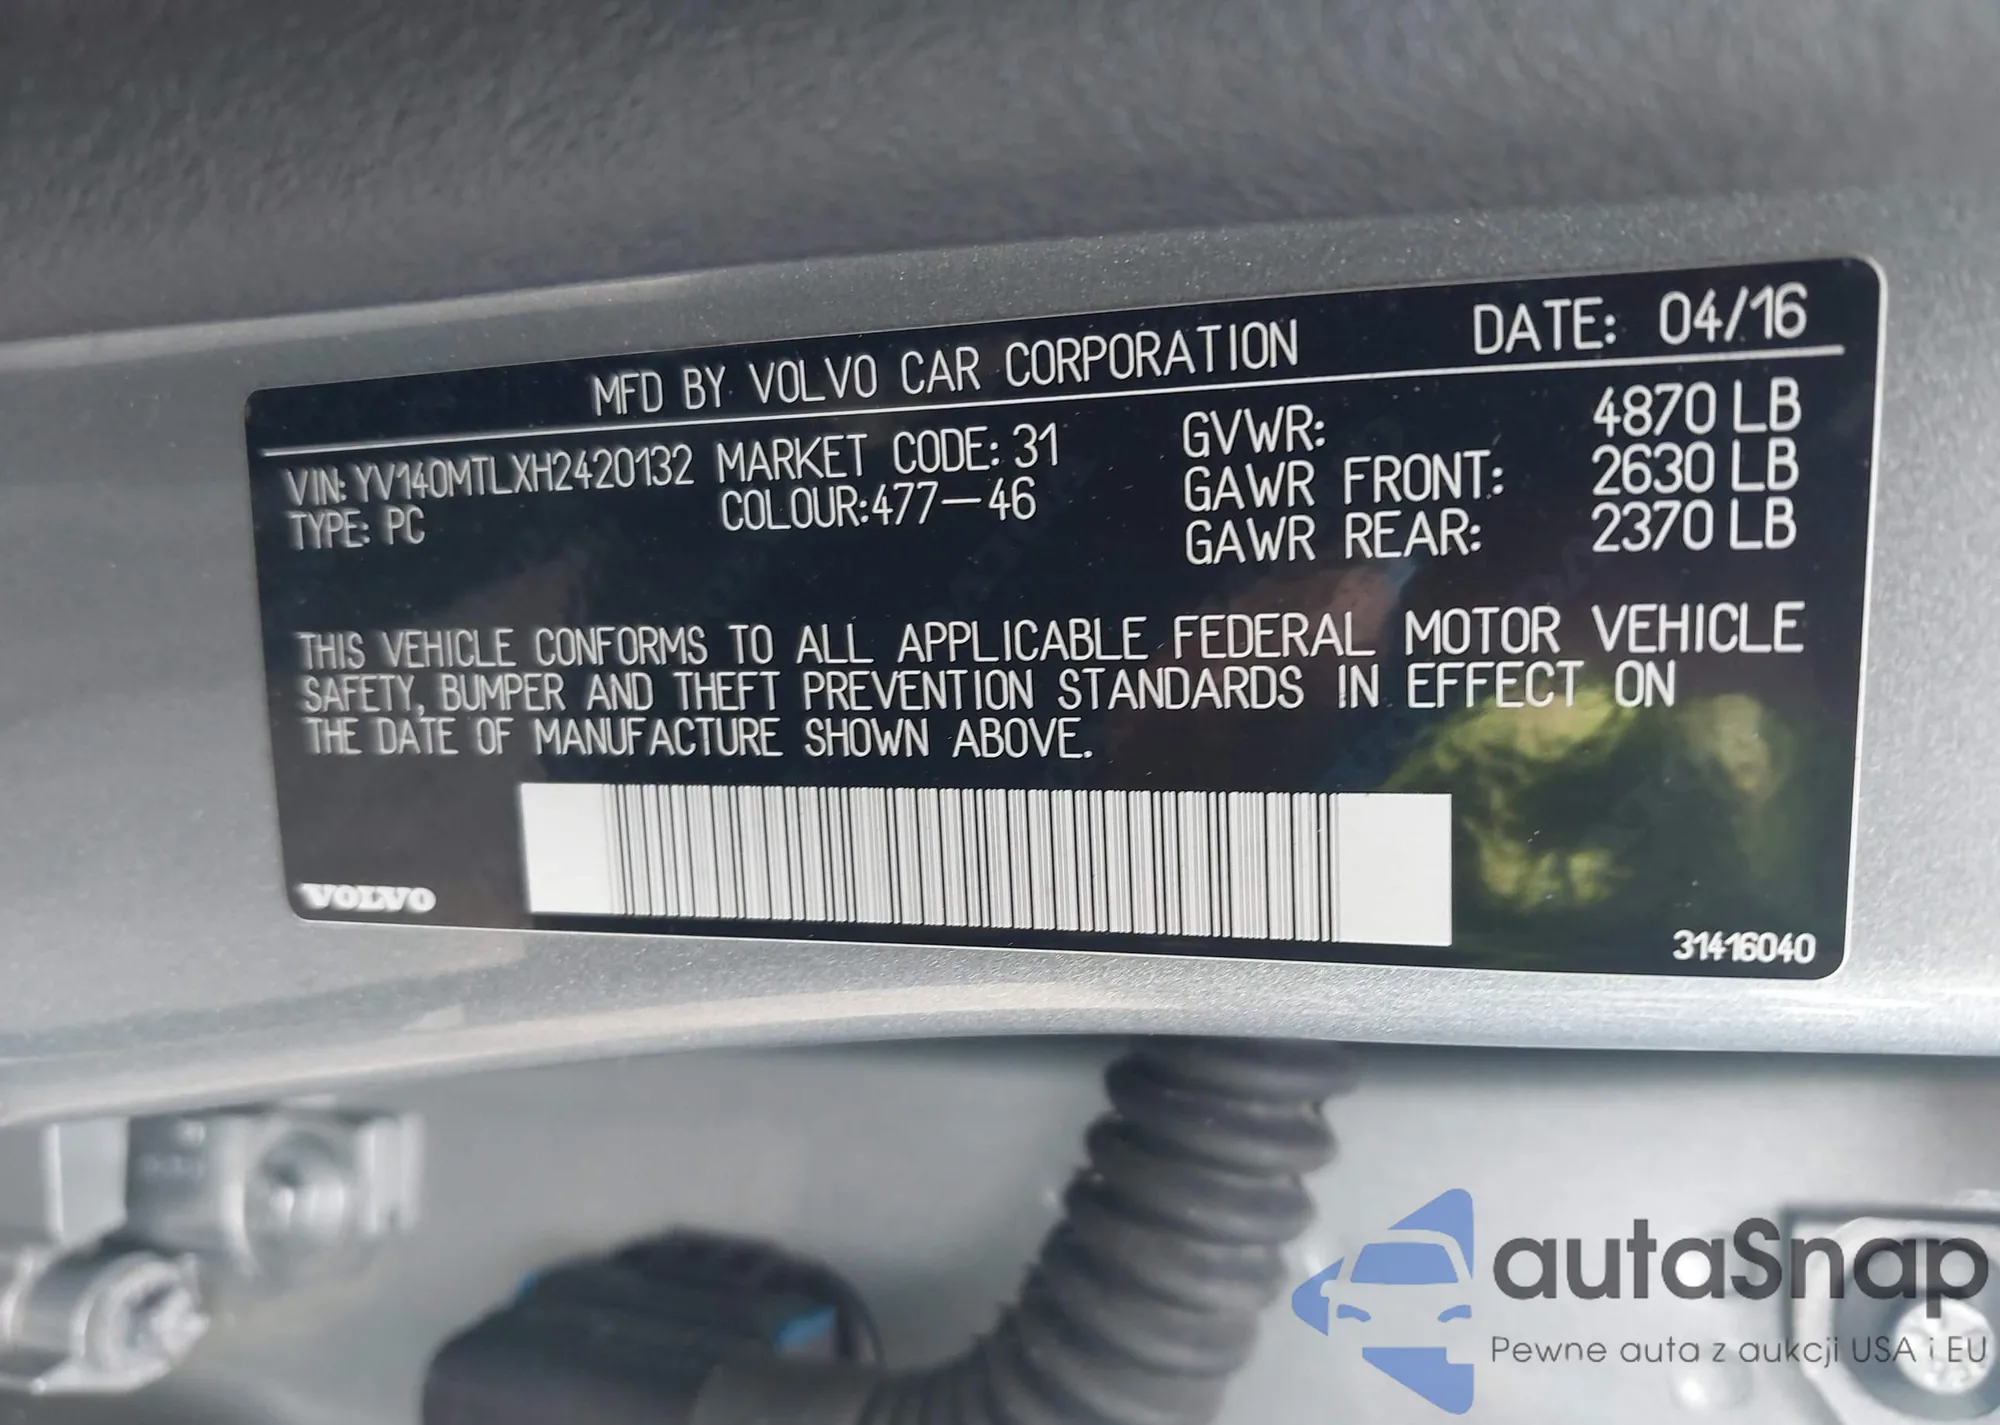 MFD BY VOLVO CAR CORPORATION DATE: 04/16
VIN: YV140MTLXH2420132 MARKET CODE: 31 GVWR: 4870 LB
TYPE: PC COLOUR:477-46 GAWR FRONT: 2630 LB
GAWR REAR: 2370 LB
THIS VEHICLE CONFORMS TO ALL APPLICABLE FEDERAL MOTOR VEHICLE
SAFETY, BUMPER AND THEFT PREVENTION STANDARDS IN EFFECT ON
THE DATE OF MANUFACTURE SHOWN ABOVE.
VOLVO
31416040
autaSnap
Pewne auta z aukcji USA i EU